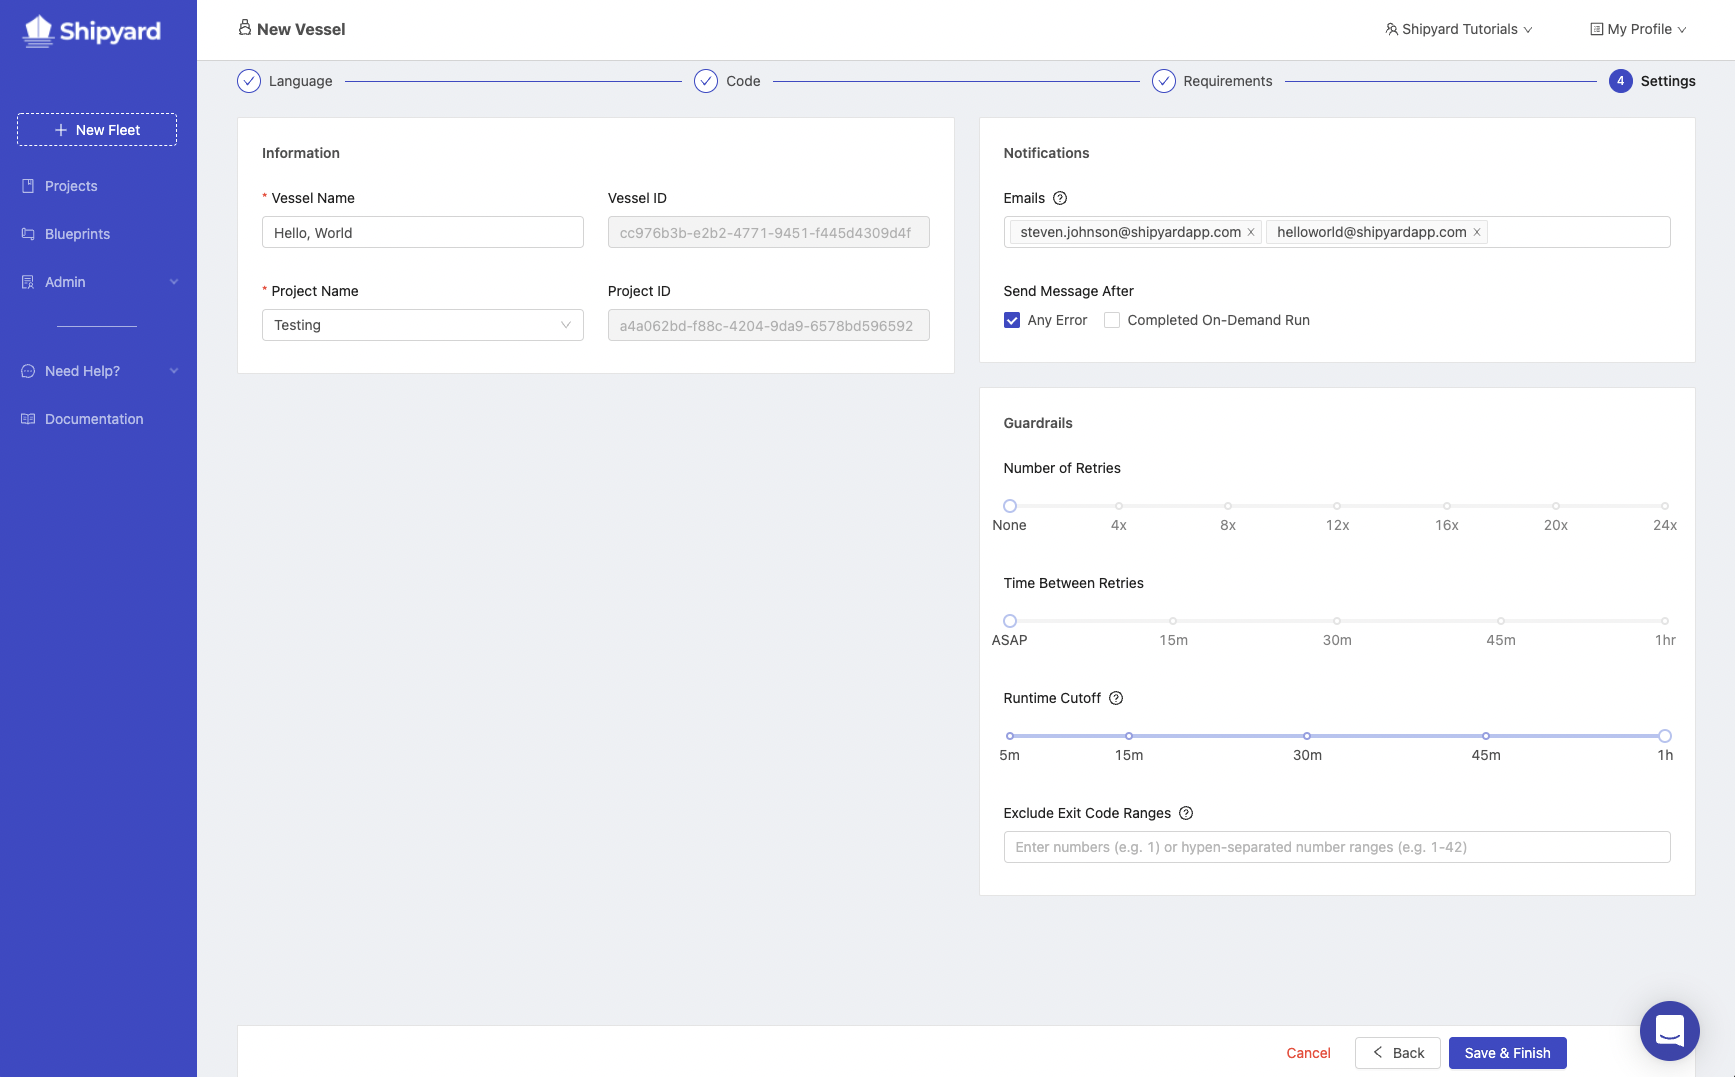 Shipyard
New Fleet
Projects
Blueprints
Admin
Need Help?
Documentation
New Vessel
Shipyard Tutorials
My Profile
Language
Code
Requirements
4 Settings
Information
* Vessel Name
Hello, World
Vessel ID
cc976b3b-e2b2-4771-9451-f445d4309d4f
* Project Name
Testing
Project ID
a4a062bd-f88c-4204-9da9-6578bd596592
Notifications
Emails
steven.johnson@shipyardapp.com helloworld@shipyardapp.com
Send Message After
Any Error Completed On-Demand Run
Guardrails
Number of Retries
None 4x 8x 12x 16x 20x 24x
Time Between Retries
ASAP 15m 30m 45m 1hr
Runtime Cutoff
5m 15m 30m 45m 1h
Exclude Exit Code Ranges
Enter numbers (e.g. 1) or hypen-separated number ranges (e.g. 1-42)
Cancel Back Save & Finish